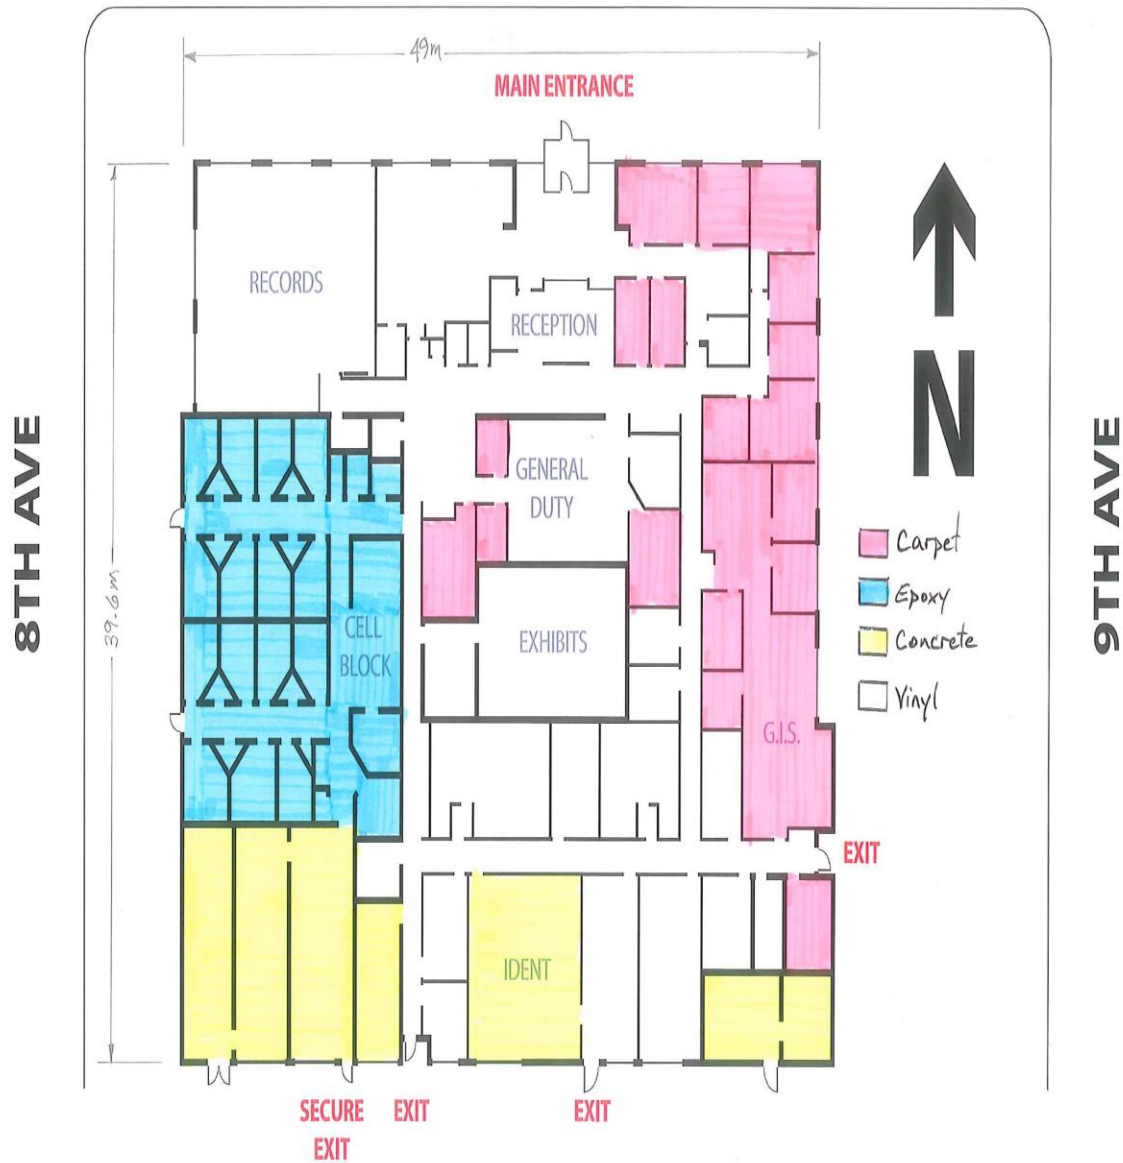 49m
MAIN ENTRANCE
RECORDS
RECEPTION
N
8TH AVE
9TH AVE
39.6m
GENERAL
DUTY
Carpet
Epoxy
Concrete
Vinyl
CELL
BLOCK
EXHIBITS
G.I.S.
EXIT
IDENT
SECURE
EXIT
EXIT
EXIT